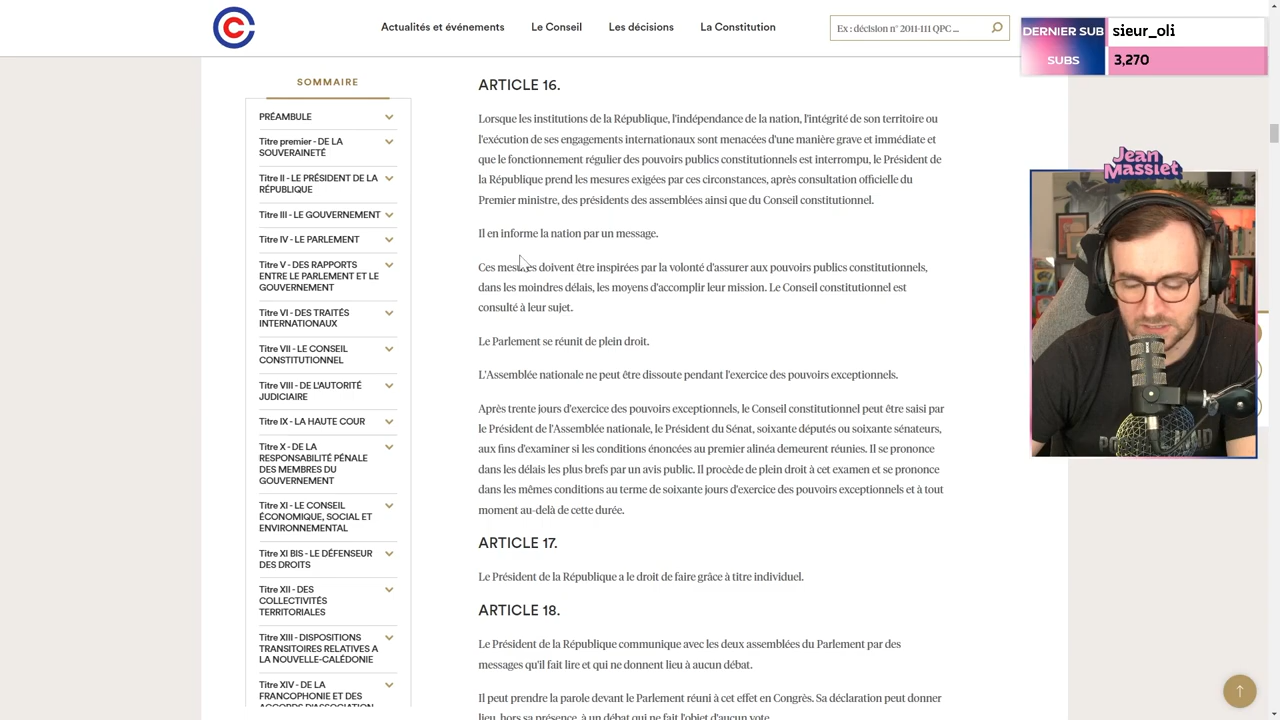 Actualités et événements
Le Conseil
Les décisions
La Constitution
Ex : décision n° 2011-111 QPC ...
DERNIER SUB
sieur_oli
SUBS
3,270
SOMMAIRE
PRÉAMBULE
Titre premier - DE LA
SOUVERAINETÉ
Titre II - LE PRÉSIDENT DE LA
RÉPUBLIQUE
Titre III - LE GOUVERNEMENT
Titre IV - LE PARLEMENT
Titre V - DES RAPPORTS
ENTRE LE PARLEMENT ET LE
GOUVERNEMENT
Titre VI - DES TRAITÉS
INTERNATIONAUX
Titre VII - LE CONSEIL
CONSTITUTIONNEL
Titre VIII - DE L'AUTORITÉ
JUDICIAIRE
Titre IX - LA HAUTE COUR
Titre X - DE LA
RESPONSABILITÉ PÉNALE
DES MEMBRES DU
GOUVERNEMENT
Titre XI - LE CONSEIL
ÉCONOMIQUE, SOCIAL ET
ENVIRONNEMENTAL
Titre XI BIS - LE DÉFENSEUR
DES DROITS
Titre XII - DES
COLLECTIVITÉS
TERRITORIALES
Titre XIII - DISPOSITIONS
TRANSITOIRES RELATIVES A
LA NOUVELLE-CALÉDONIE
Titre XIV - DE LA
FRANCOPHONIE ET DES
ACCORDS D'ASSOCIATION
ARTICLE 16.
Lorsque les institutions de la République, l'indépendance de la nation, l'intégrité de son territoire ou
l'exécution de ses engagements internationaux sont menacées d'une manière grave et immédiate et
que le fonctionnement régulier des pouvoirs publics constitutionnels est interrompu, le Président de
la République prend les mesures exigées par ces circonstances, après consultation officielle du
Premier ministre, des présidents des assemblées ainsi que du Conseil constitutionnel.
Il en informe la nation par un message.
Ces mesures doivent être inspirées par la volonté d'assurer aux pouvoirs publics constitutionnels,
dans les moindres délais, les moyens d'accomplir leur mission. Le Conseil constitutionnel est
consulté à leur sujet.
Le Parlement se réunit de plein droit.
L'Assemblée nationale ne peut être dissoute pendant l'exercice des pouvoirs exceptionnels.
Après trente jours d'exercice des pouvoirs exceptionnels, le Conseil constitutionnel peut être saisi par
le Président de l'Assemblée nationale, le Président du Sénat, soixante députés ou soixante sénateurs,
aux fins d'examiner si les conditions énoncées au premier alinéa demeurent réunies. Il se prononce
dans les délais les plus brefs par un avis public. Il procède de plein droit à cet examen et se prononce
dans les mêmes conditions au terme de soixante jours d'exercice des pouvoirs exceptionnels et à tout
moment au-delà de cette durée.
ARTICLE 17.
Le Président de la République a le droit de faire grâce à titre individuel.
ARTICLE 18.
Le Président de la République communique avec les deux assemblées du Parlement par des
messages qu'il fait lire et qui ne donnent lieu à aucun débat.
Il peut prendre la parole devant le Parlement réuni à cet effet en Congrès. Sa déclaration peut donner
lieu, hors sa présence, à un débat qui ne fait l'objet d'aucun vote.
Jean
Massiet